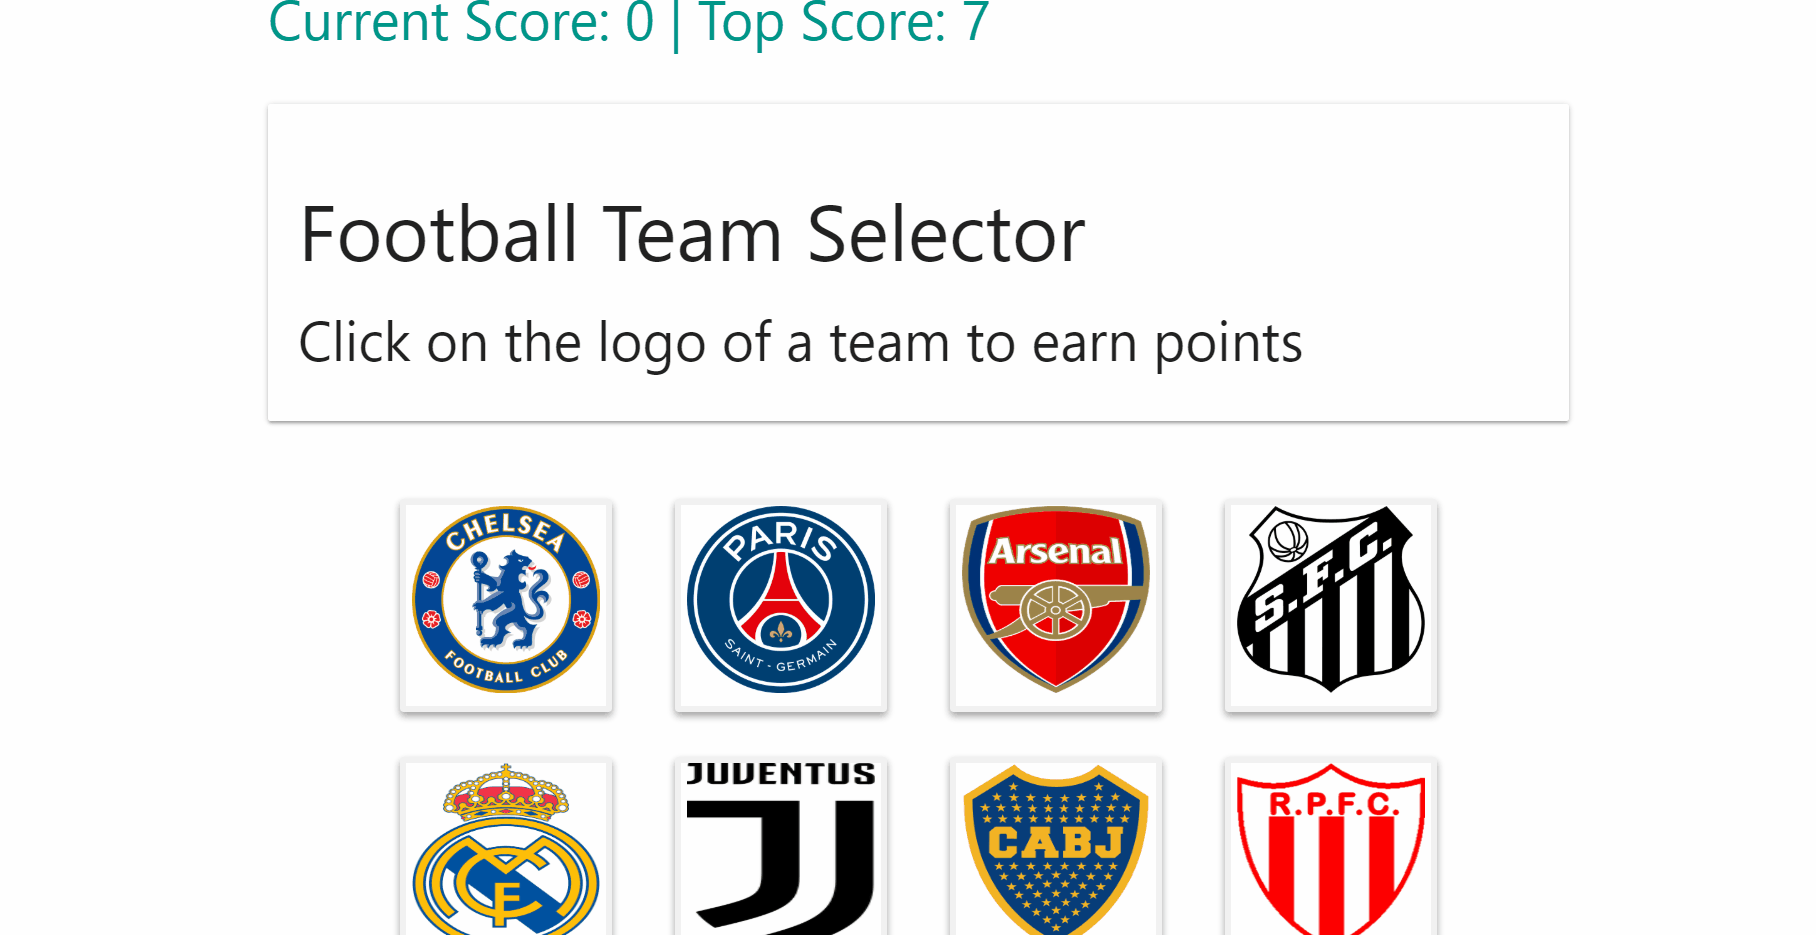 Current Score: 0 | Top Score: 7
Football Team Selector
Click on the logo of a team to earn points
CHELSEA
FOOTBALL CLUB
PARIS
SAINT - GERMAIN
Arsenal
S.F.C.
MCF
JUVENTUS
CABJ
R.P.F.C.